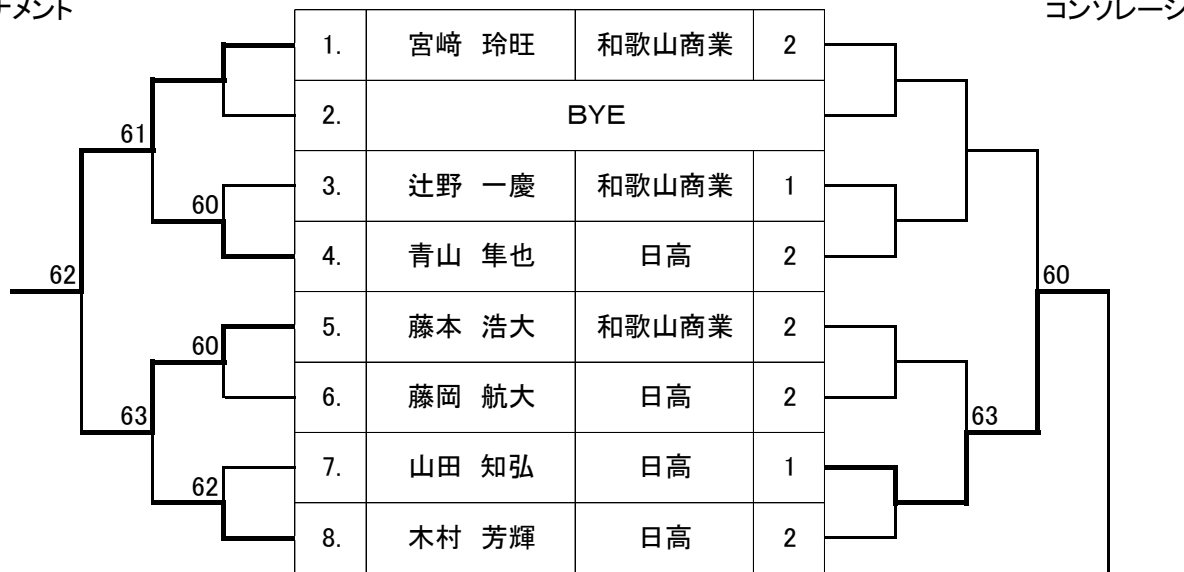 ナメント
コンソレーシ
1. 宮﨑 玲旺 和歌山商業 2
2. BYE
61
3. 辻野 一慶 和歌山商業 1
60
4. 青山 隼也 日高 2
62 60
5. 藤本 浩大 和歌山商業 2
60
6. 藤岡 航大 日高 2
63 63
7. 山田 知弘 日高 1
62
8. 木村 芳輝 日高 2